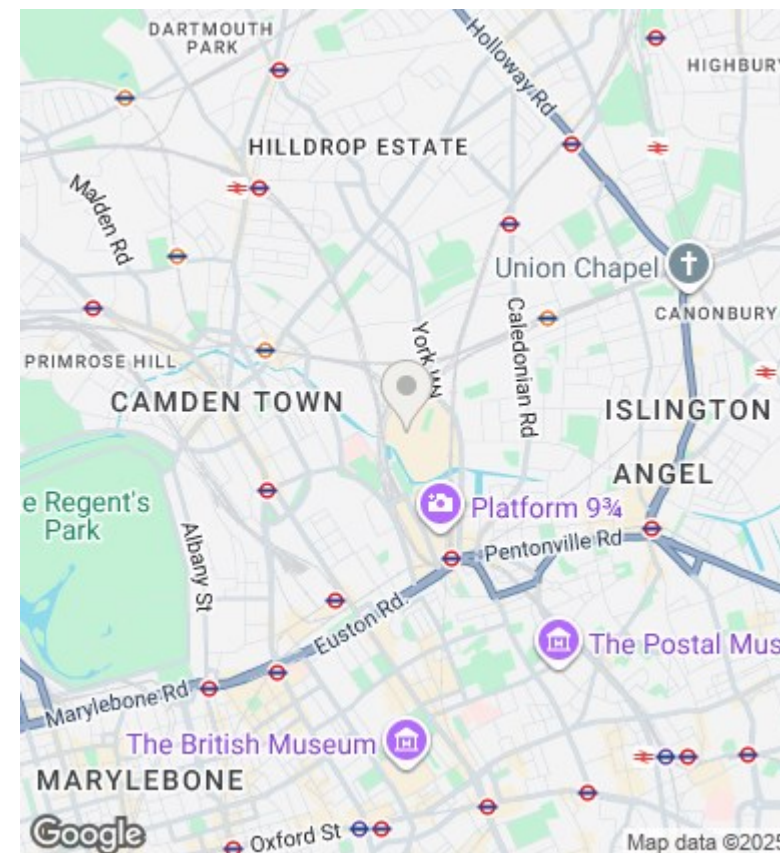 DARTMOUTH
PARK
Holloway Rd
HIGHBURY
HILLDROP ESTATE
Malden Rd
Union Chapel
CANONBURY
York Wy
Caledonian Rd
PRIMROSE HILL
CAMDEN TOWN
ISLINGTON
ANGEL
e Regent's
Park
Platform 9¾
Albany St
Pentonville Rd
Euston Rd
The Postal Mus
Marylebone Rd
The British Museum
MARYLEBONE
Google
Oxford St
Map data ©2025